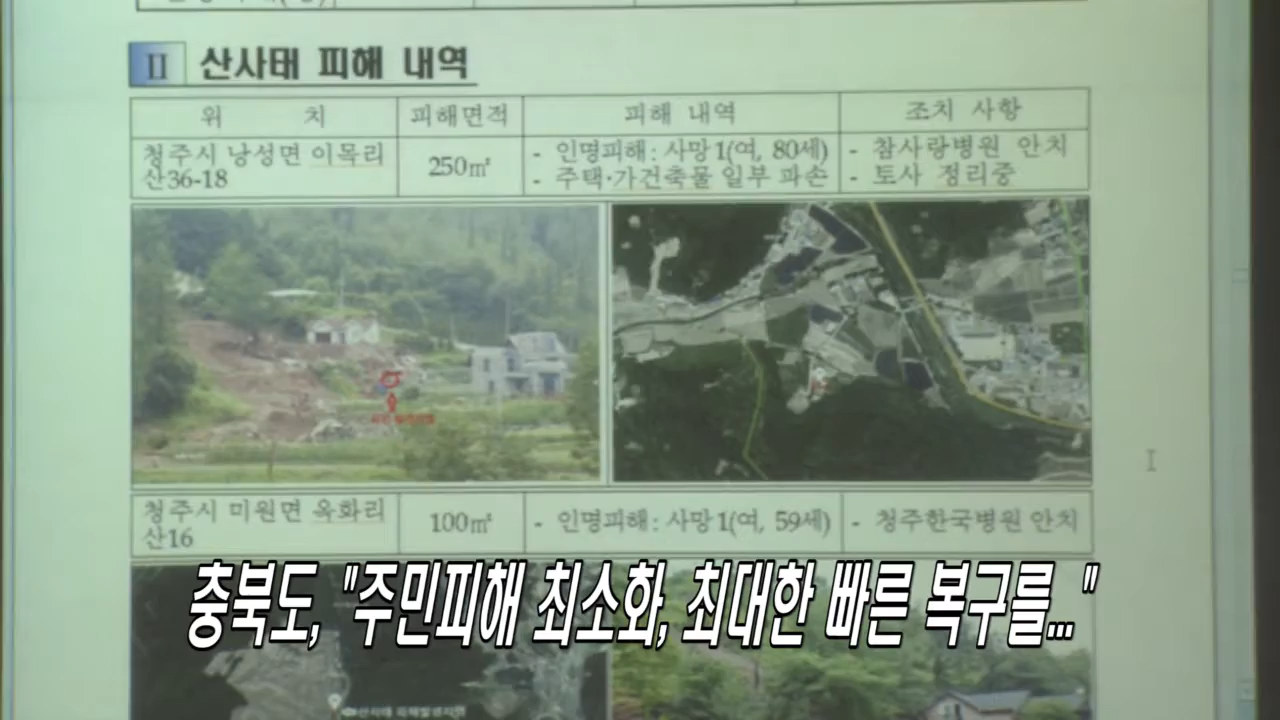 Ⅱ 산사태 피해 내역
위 치 피해면적 피해 내역 조치 사항
청주시 낭성면 이목리 산36-18
250㎡
- 인명피해 : 사망1(여, 80세)
- 주택·가건축물 일부 파손
- 참사랑병원 안치
- 토사 정리중
청주시 미원면 옥화리 산16
100㎡
- 인명피해 : 사망1(여, 59세)
- 청주한국병원 안치
충북도, "주민피해 최소화, 최대한 빠른 복구를..."
산사태